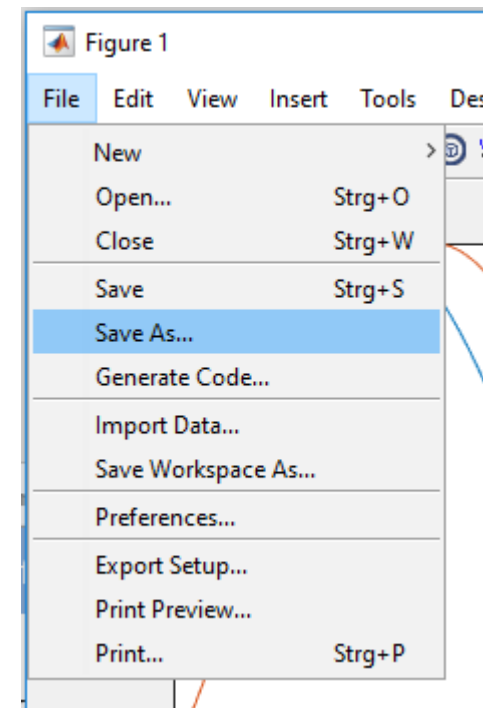 Figure 1
File Edit View Insert Tools
New
Open... Strg+O
Close Strg+W
Save Strg+S
Save As...
Generate Code...
Import Data...
Save Workspace As...
Preferences...
Export Setup...
Print Preview...
Print... Strg+P